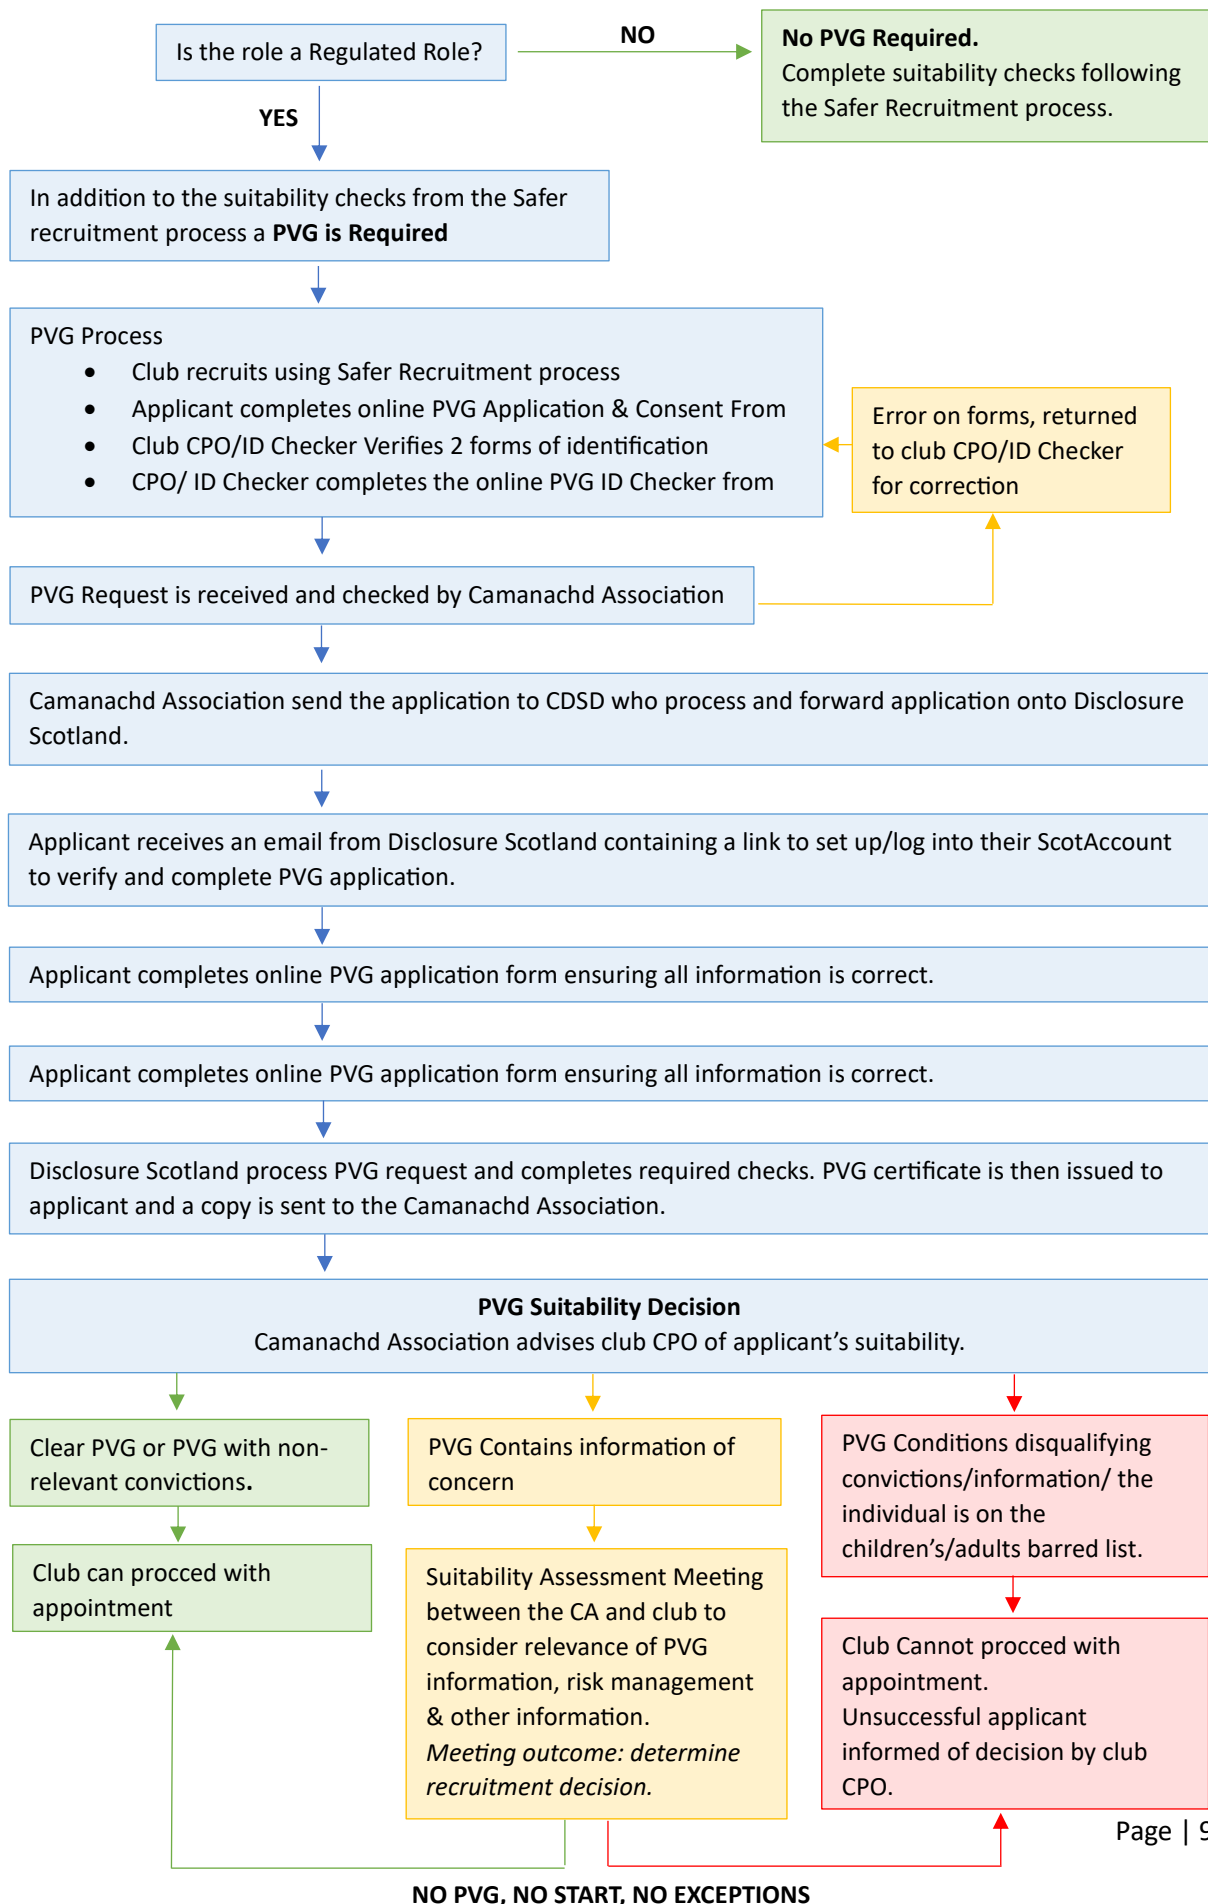 Is the role a Regulated Role?
NO
No PVG Required.
Complete suitability checks following
the Safer Recruitment process.
YES
In addition to the suitability checks from the Safer
recruitment process a PVG is Required
PVG Process
• Club recruits using Safer Recruitment process
• Applicant completes online PVG Application & Consent From
• Club CPO/ID Checker Verifies 2 forms of identification
• CPO/ ID Checker completes the online PVG ID Checker from
Error on forms, returned
to club CPO/ID Checker
for correction
PVG Request is received and checked by Camanachd Association
Camanachd Association send the application to CDSD who process and forward application onto Disclosure
Scotland.
Applicant receives an email from Disclosure Scotland containing a link to set up/log into their ScotAccount
to verify and complete PVG application.
Applicant completes online PVG application form ensuring all information is correct.
Applicant completes online PVG application form ensuring all information is correct.
Disclosure Scotland process PVG request and completes required checks. PVG certificate is then issued to
applicant and a copy is sent to the Camanachd Association.
PVG Suitability Decision
Camanachd Association advises club CPO of applicant’s suitability.
Clear PVG or PVG with non-
relevant convictions.
Club can procced with
appointment
PVG Contains information of
concern
Suitability Assessment Meeting
between the CA and club to
consider relevance of PVG
information, risk management
& other information.
Meeting outcome: determine
recruitment decision.
PVG Conditions disqualifying
convictions/information/ the
individual is on the
children’s/adults barred list.
Club Cannot procced with
appointment.
Unsuccessful applicant
informed of decision by club
CPO.
Page | 9
NO PVG, NO START, NO EXCEPTIONS